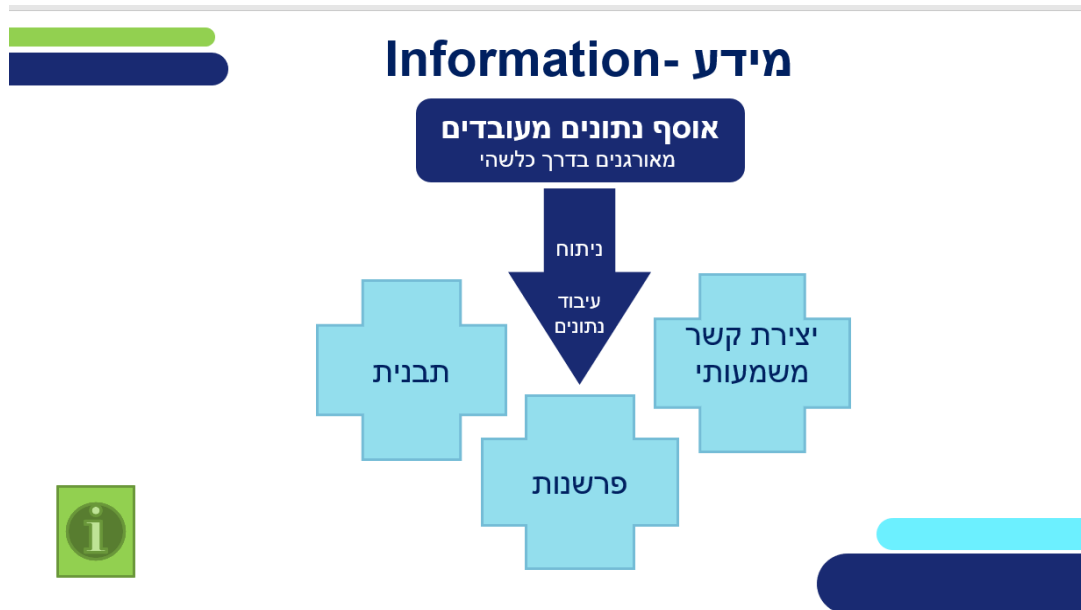 מידע -Information
אוסף נתונים מעובדים
מאורגנים בדרך כלשהי
ניתוח
עיבוד
נתונים
יצירת קשר
משמעותי
תבנית
פרשנות
i